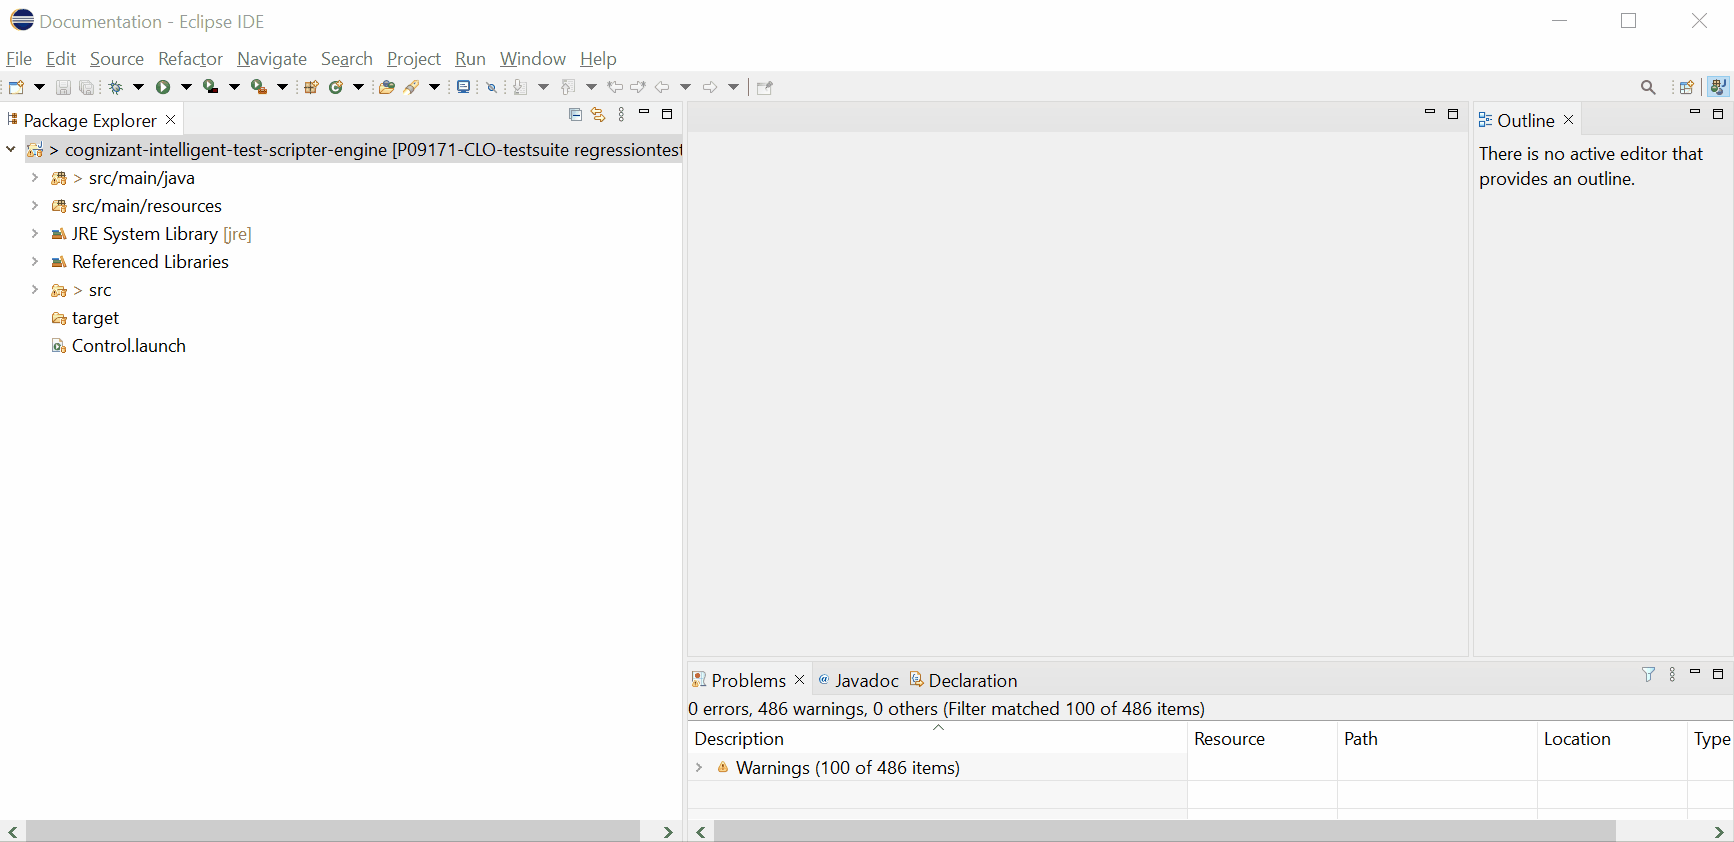 Documentation - Eclipse IDE
File Edit Source Refactor Navigate Search Project Run Window Help
Package Explorer
> cognizant-intelligent-test-scripter-engine [P09171-CLO-testsuite regressiontest
> src/main/java
src/main/resources
JRE System Library [jre]
Referenced Libraries
> src
target
Control.launch
Outline
There is no active editor that
provides an outline.
Problems @ Javadoc Declaration
0 errors, 486 warnings, 0 others (Filter matched 100 of 486 items)
Description Resource Path Location Type
Warnings (100 of 486 items)